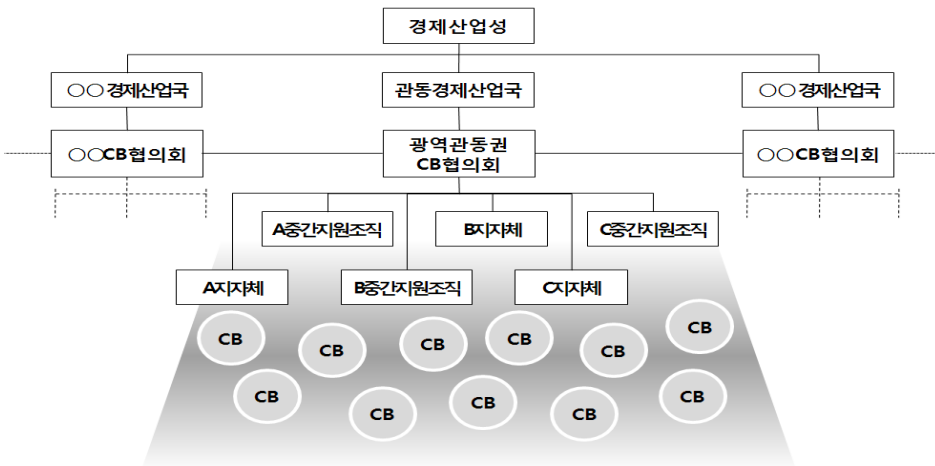 경제산업성
○○ 경제산업국
관동경제산업국
○○ 경제산업국
○○CB협의회
광역관동권
CB협의회
○○CB협의회
A중간지원조직
B지자체
C중간지원조직
A지자체
B중간지원조직
C지자체
CB
CB
CB
CB
CB
CB
CB
CB
CB
CB
CB